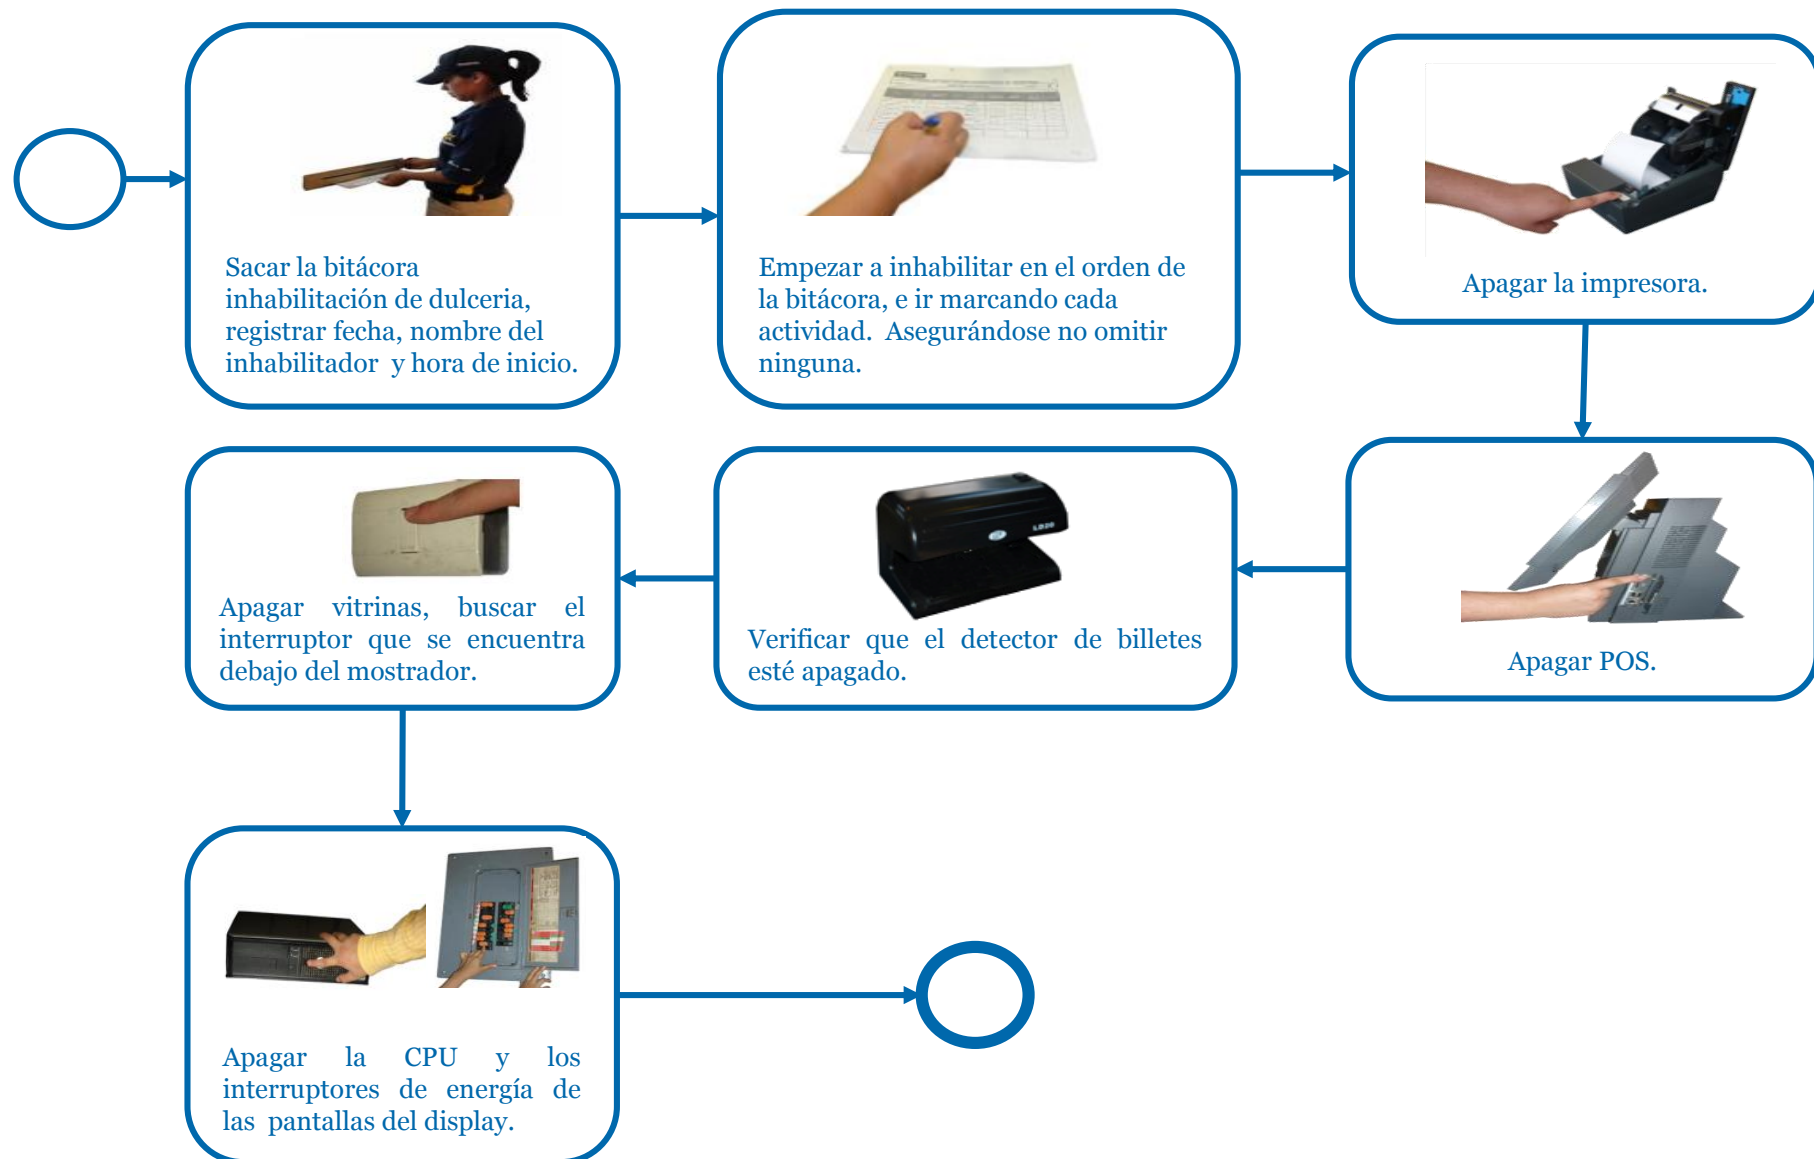 Sacar la bitácora
inhabilitación de dulceria,
registrar fecha, nombre del
inhabilitador y hora de inicio.
Empezar a inhabilitar en el orden de
la bitácora, e ir marcando cada
actividad. Asegurándose no omitir
ninguna.
Apagar la impresora.
Apagar POS.
LD20
Verificar que el detector de billetes
esté apagado.
Apagar vitrinas, buscar el
interruptor que se encuentra
debajo del mostrador.
Apagar la CPU y los
interruptores de energía de
las pantallas del display.